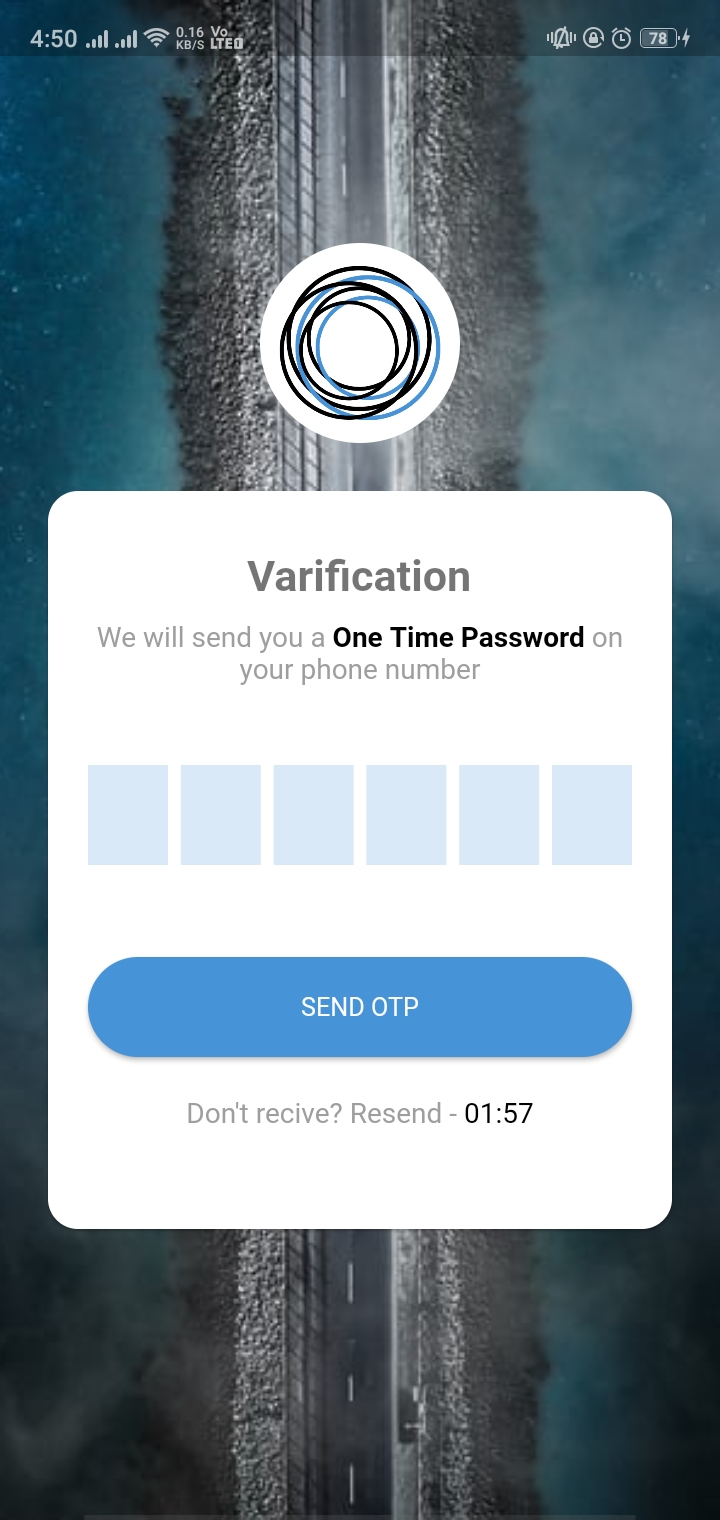 4:50 0.16 KB/S Vo LTE 78
Varification
We will send you a One Time Password on
your phone number
SEND OTP
Don't recive? Resend - 01:57